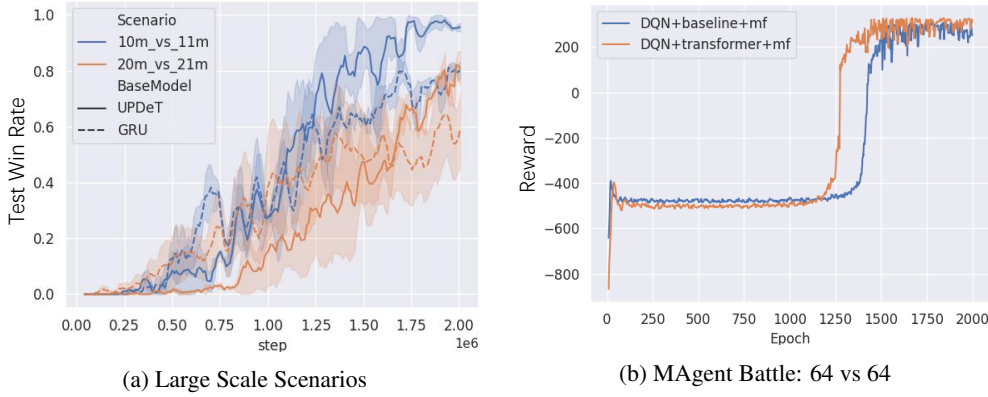 Scenario
10m_vs_11m
20m_vs_21m
BaseModel
UPDeT
GRU
Test Win Rate
1.0
0.8
0.6
0.4
0.2
0.0
0.00 0.25 0.50 0.75 1.00 1.25 1.50 1.75 2.00
step
1e6
(a) Large Scale Scenarios
DQN+baseline+mf
DQN+transformer+mf
Reward
200
0
−200
−400
−600
−800
0 250 500 750 1000 1250 1500 1750 2000
Epoch
(b) MAgent Battle: 64 vs 64